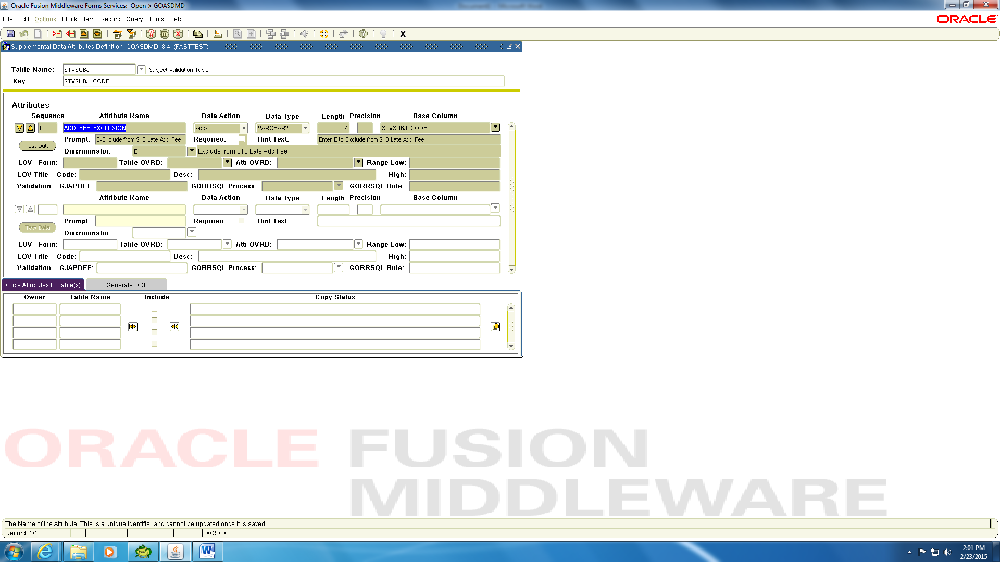 Oracle Fusion Middleware Forms Services:  Open > GOASDMD
File Edit Options Block Item Record Query Tools Help
ORACLE
X
Supplemental Data Attributes Definition  GOASDMD  8.4  (FASTTEST)
Table Name: STVSUBJ Subject Validation Table
Key: STVSUBJ_CODE
Attributes
Sequence Attribute Name Data Action Data Type Length Precision Base Column
1 ADD_FEE_EXCLUSION Adds VARCHAR2 4 STVSUBJ_CODE
Prompt: E-Exclude from $10 Late Add Fee Required: Hint Text: Enter E to Exclude from $10 Late Add Fee
Test Data
Discriminator: E Exclude from $10 Late Add Fee
LOV Form: Table OVRD: Attr OVRD: Range Low:
LOV Title Code: Desc: High:
Validation GJAPDEF: GORRSQL Process: GORRSQL Rule:
Attribute Name Data Action Data Type Length Precision Base Column
Prompt: Required: Hint Text:
Test Data
Discriminator:
LOV Form: Table OVRD: Attr OVRD: Range Low:
LOV Title Code: Desc: High:
Validation GJAPDEF: GORRSQL Process: GORRSQL Rule:
Copy Attributes to Table(s) Generate DDL
Owner Table Name Include Copy Status
ORACLE FUSION
MIDDLEWARE
The Name of the Attribute. This is a unique identifier and cannot be updated once it is saved.
Record: 1/1 ... <OSC>
2:01 PM
2/23/2015